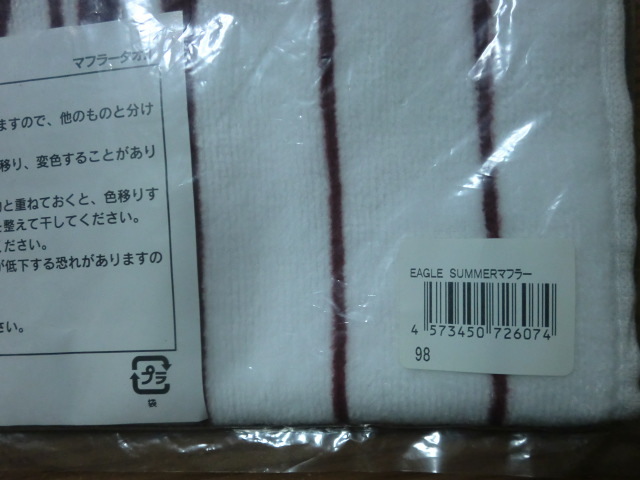 マフラータオル
ますので、他のものと分け
移り、変色することがあり
と重ねておくと、色移りす
を整えて干してください。
ください。
が低下する恐れがありますの
さい。
プラ
袋
EAGLE SUMMERマフラー
4 573450 726074
98